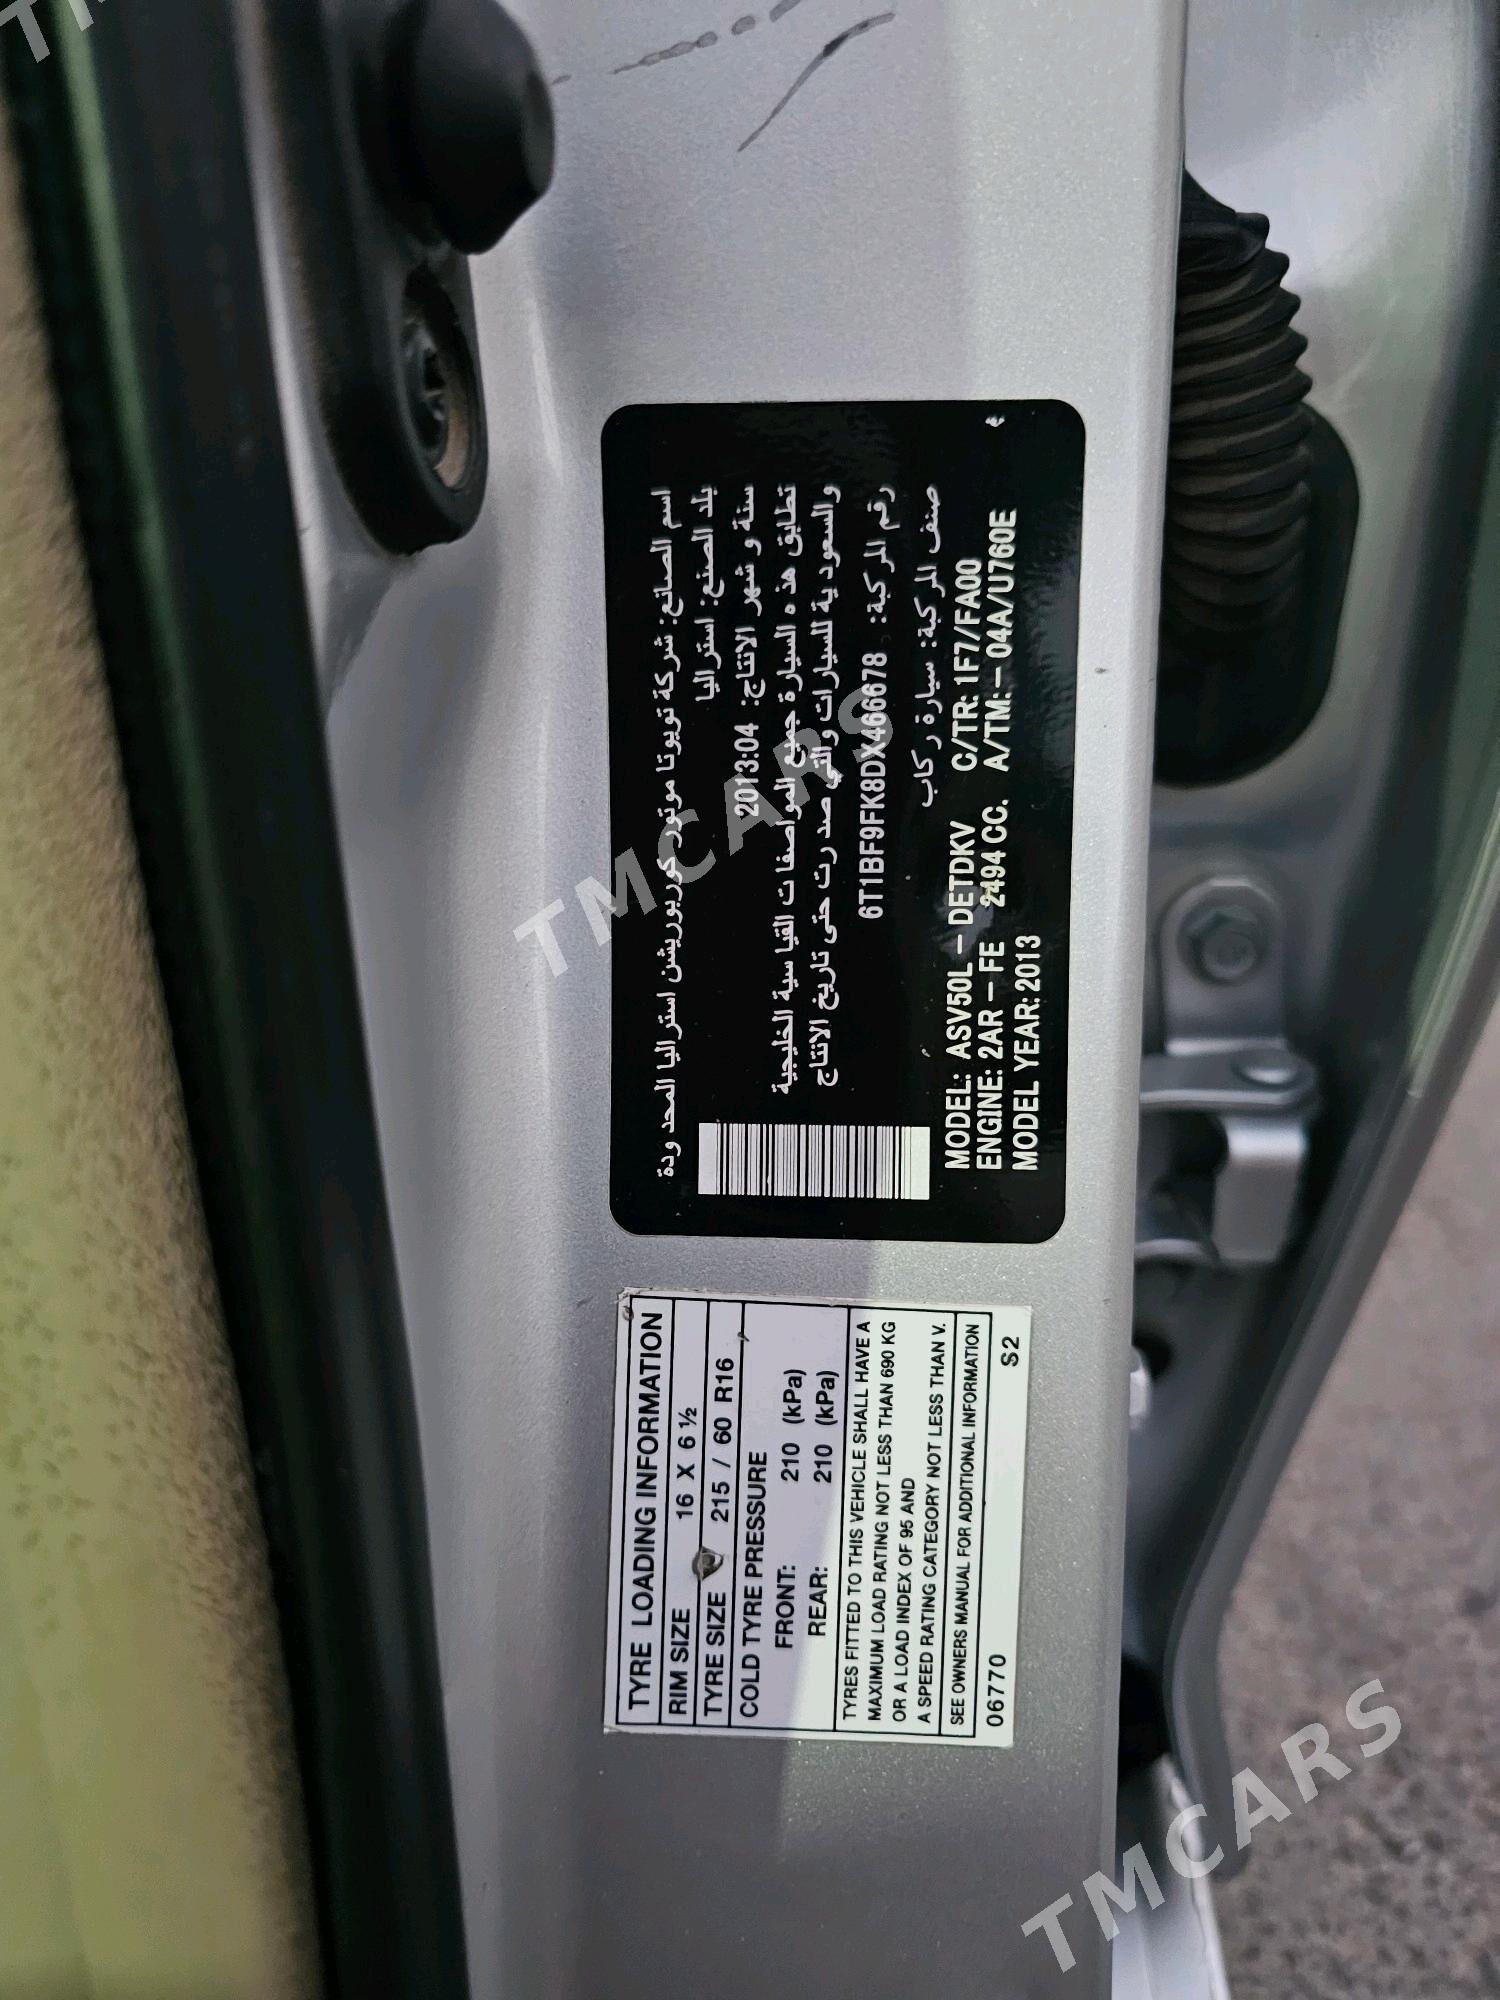 اسم الصانع: شركة تويوتا موتور كوربوريشن استراليا المحدودة
بلد الصنع: استراليا
سنة و شهر الانتاج: 2013:04
تطابق هذه السيارة جميع المواصفات القياسية الخليجية
والسعودية للسيارات والتي صدرت حتى تاريخ الانتاج
رقم المركبة: 6T1BF9FK8DX466678
صنف المركبة: سيارة ركاب
MODEL: ASV50L – DETDKV C/TR: 1F7/FA00
ENGINE: 2AR – FE 2494 CC. A/TM: – 04A/U760E
MODEL YEAR: 2013
TYRE LOADING INFORMATION
RIM SIZE 16 X 6 ½
TYRE SIZE 215 / 60 R16
COLD TYRE PRESSURE
FRONT: 210 (kPa)
REAR: 210 (kPa)
TYRES FITTED TO THIS VEHICLE SHALL HAVE A
MAXIMUM LOAD RATING NOT LESS THAN 690 KG
OR A LOAD INDEX OF 95 AND
A SPEED RATING CATEGORY NOT LESS THAN V.
SEE OWNERS MANUAL FOR ADDITIONAL INFORMATION
06770 S2
TMCARS
TMCARS